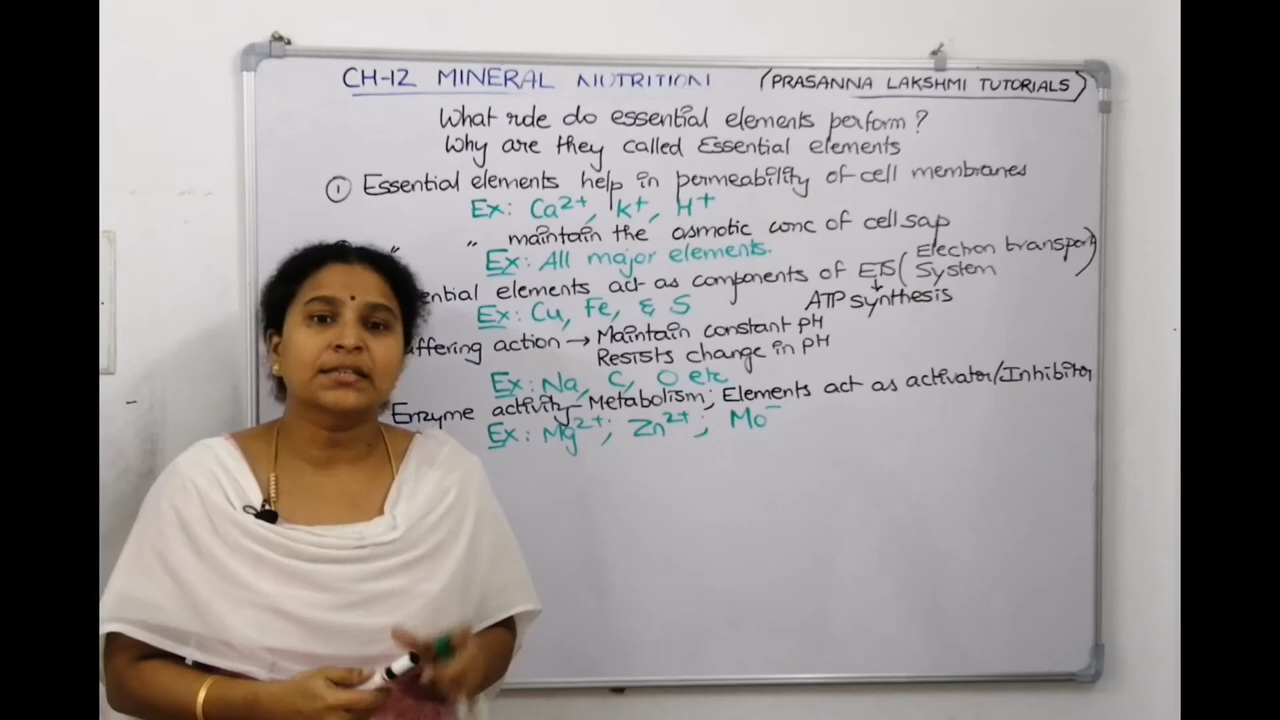 CH-12 MINERAL NUTRITION (PRASANNA LAKSHMI TUTORIALS)
What role do essential elements perform?
Why are they called Essential elements
① Essential elements help in permeability of cell membranes
Ex: Ca2+, K+, H+
" " maintain the osmotic conc of cell sap
Ex: All major elements.
ential elements act as components of ETS (Electron transport System)
Ex: Cu, Fe, & S
ATP synthesis
uffering action → Maintain constant pH
Resists change in pH
Ex: Na, C, O etc
Enzyme activity - Metabolism; Elements act as activator/Inhibitor
Ex: Mg2+; Zn2+; Mo-